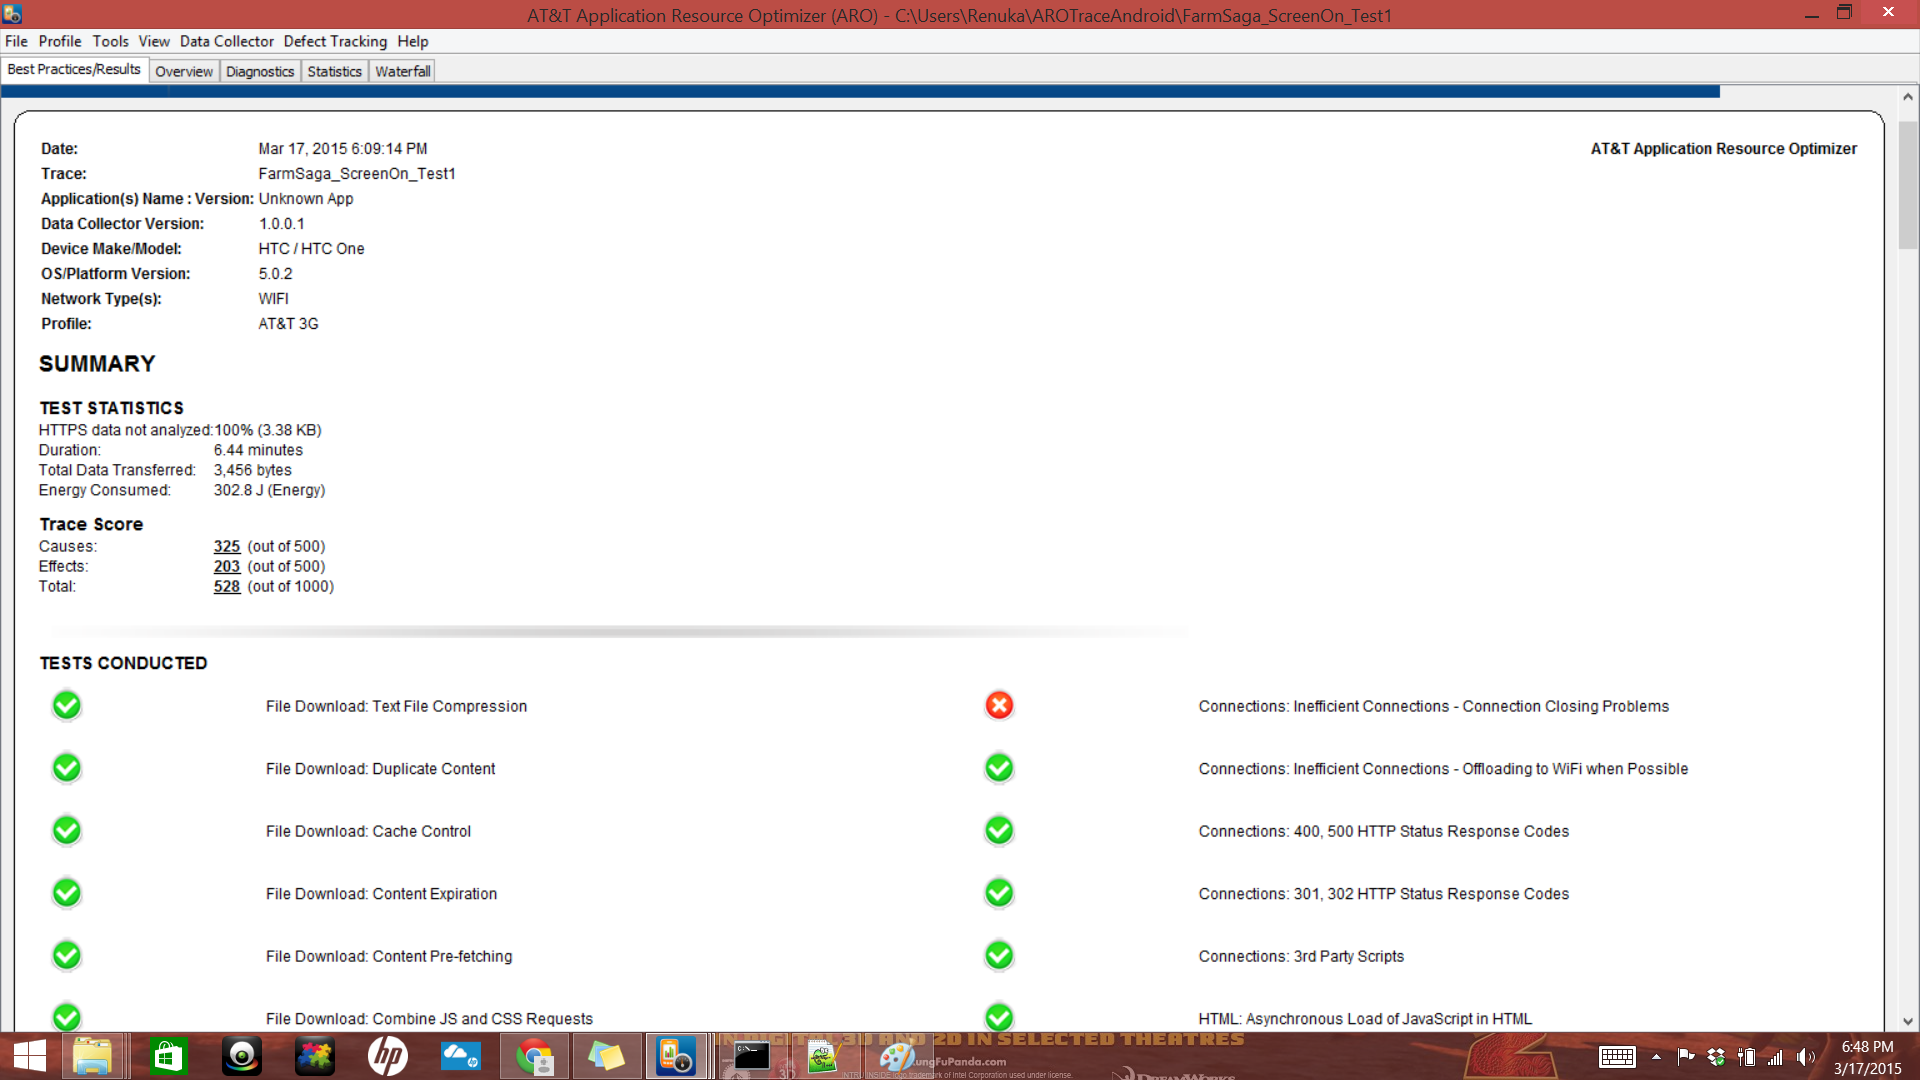 AT&T Application Resource Optimizer (ARO) - C:\Users\Renuka\AROTraceAndroid\FarmSaga_ScreenOn_Test1
File Profile Tools View Data Collector Defect Tracking Help
Best Practices/Results Overview Diagnostics Statistics Waterfall
Date: Mar 17, 2015 6:09:14 PM AT&T Application Resource Optimizer
Trace: FarmSaga_ScreenOn_Test1
Application(s) Name : Version: Unknown App
Data Collector Version: 1.0.0.1
Device Make/Model: HTC / HTC One
OS/Platform Version: 5.0.2
Network Type(s): WIFI
Profile: AT&T 3G
SUMMARY
TEST STATISTICS
HTTPS data not analyzed:100% (3.38 KB)
Duration: 6.44 minutes
Total Data Transferred: 3,456 bytes
Energy Consumed: 302.8 J (Energy)
Trace Score
Causes: 325 (out of 500)
Effects: 203 (out of 500)
Total: 528 (out of 1000)
TESTS CONDUCTED
File Download: Text File Compression Connections: Inefficient Connections - Connection Closing Problems
File Download: Duplicate Content Connections: Inefficient Connections - Offloading to WiFi when Possible
File Download: Cache Control Connections: 400, 500 HTTP Status Response Codes
File Download: Content Expiration Connections: 301, 302 HTTP Status Response Codes
File Download: Content Pre-fetching Connections: 3rd Party Scripts
File Download: Combine JS and CSS Requests HTML: Asynchronous Load of JavaScript in HTML
hp
3D AND 2D IN SELECTED THEATRES
ungFuPanda.com
of Intel Corporation used under license.
6:48 PM
3/17/2015